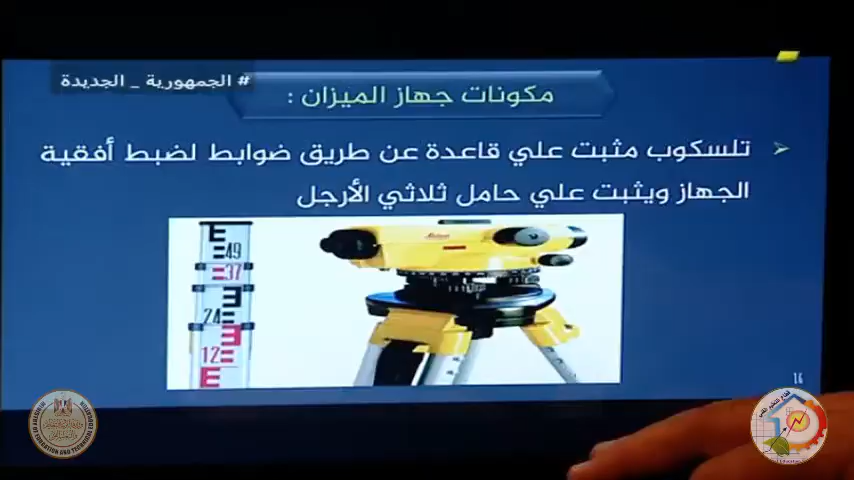 # الجمهورية _ الجديدة
مكونات جهاز الميزان :
تلسكوب مثبت علي قاعدة عن طريق ضوابط لضبط أفقية
الجهاز ويثبت علي حامل ثلاثي الأرجل
E
49
37
24
12
16